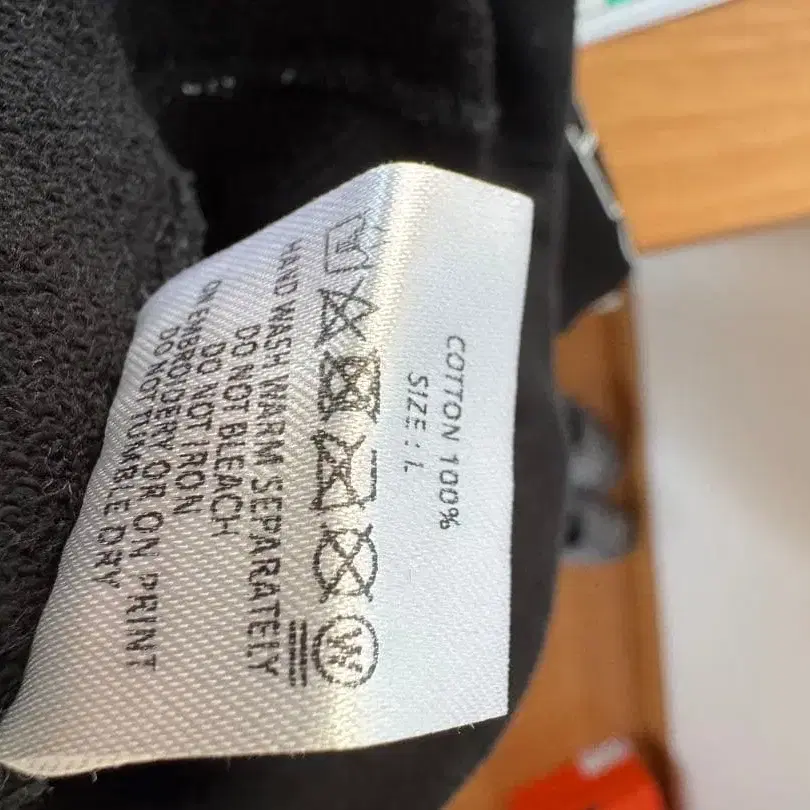 COTTON 100%
SIZE : L
W
HAND WASH WARM SEPARATELY
DO NOT BLEACH
DO NOT IRON
ON EMBROIDERY OR ON PRINT
DO NOT TUMBLE DRY